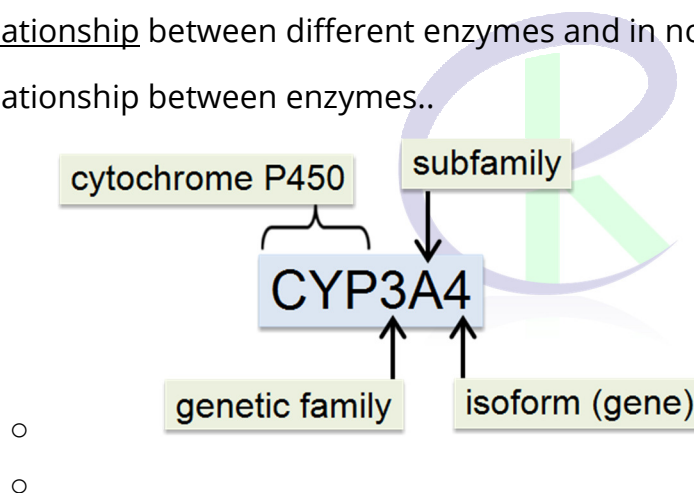 ationship between different enzymes and in no
ationship between enzymes..
subfamily
cytochrome P450
CYP3A4
genetic family
isoform (gene)